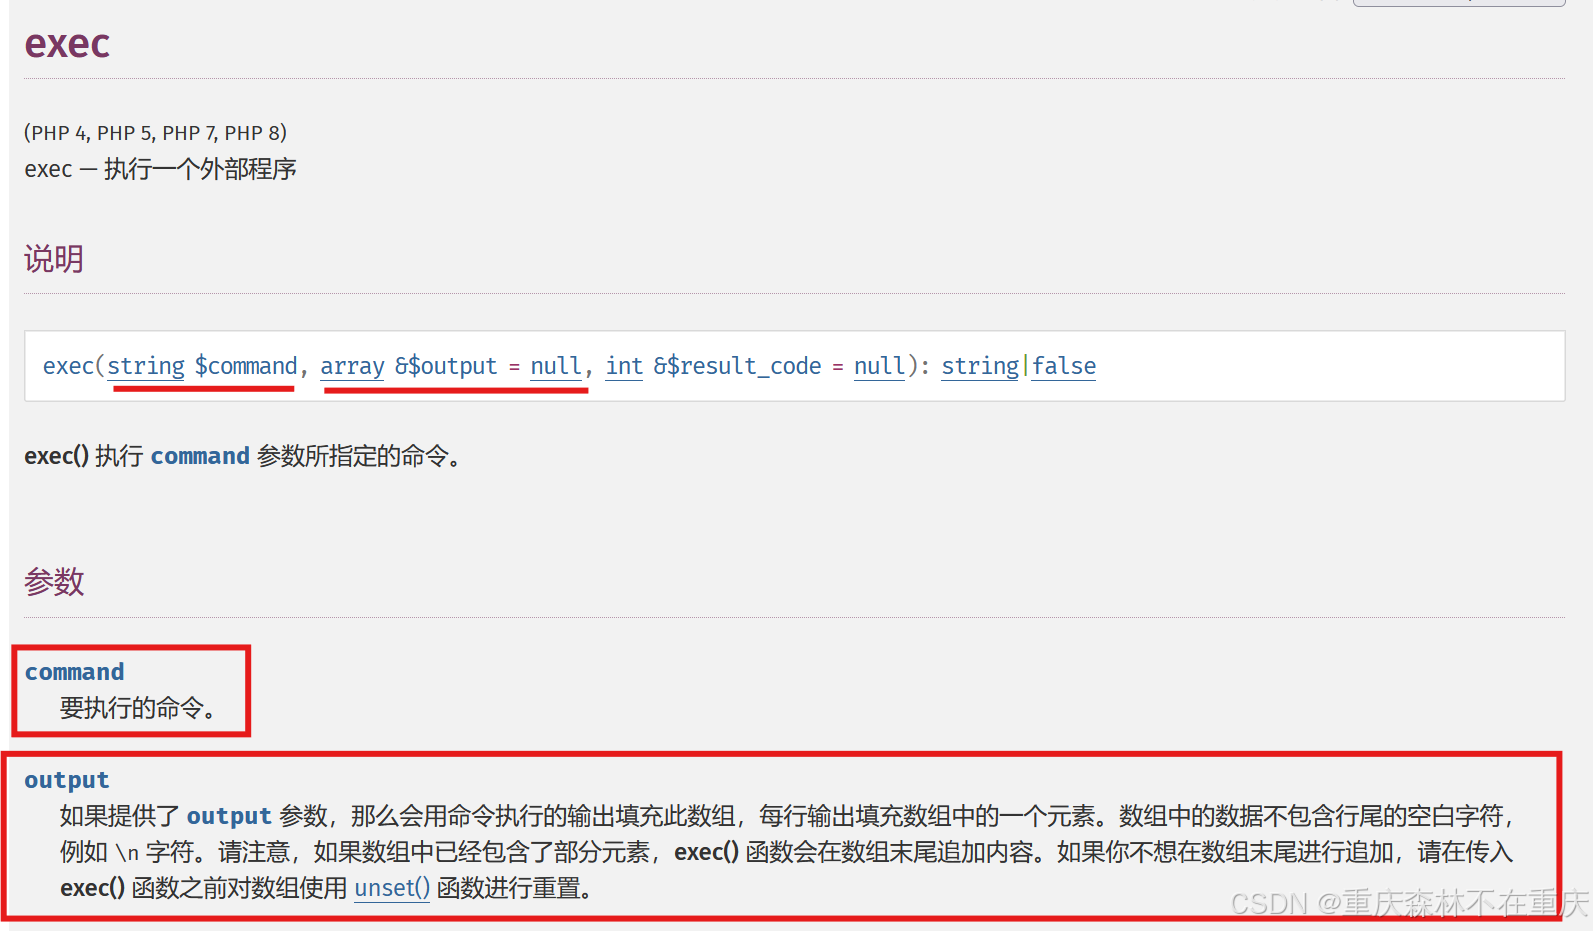 exec
(PHP 4, PHP 5, PHP 7, PHP 8)
exec — 执行一个外部程序
说明
exec(string $command, array &$output = null, int &$result_code = null): string|false
exec() 执行 command 参数所指定的命令。
参数
command
要执行的命令。
output
如果提供了 output 参数，那么会用命令执行的输出填充此数组，每行输出填充数组中的一个元素。数组中的数据不包含行尾的空白字符，
例如 \n 字符。请注意，如果数组中已经包含了部分元素，exec() 函数会在数组末尾追加内容。如果你不想在数组末尾进行追加，请在传入
exec() 函数之前对数组使用 unset() 函数进行重置。
CSDN @重庆森林不在重庆